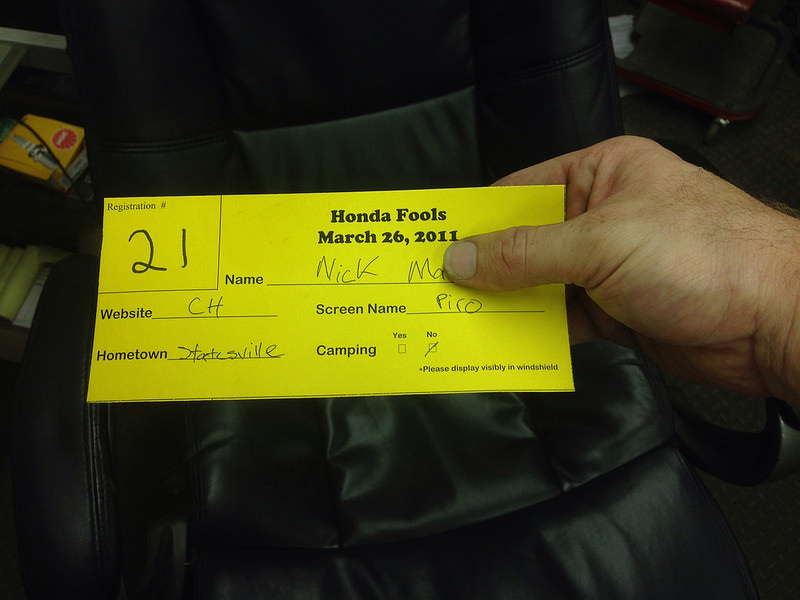 Registration #
21
Honda Fools
March 26, 2011
Name Nick
Website CH Screen Name Piro
Hometown Statesville Camping Yes No
*Please display visibly in windshield